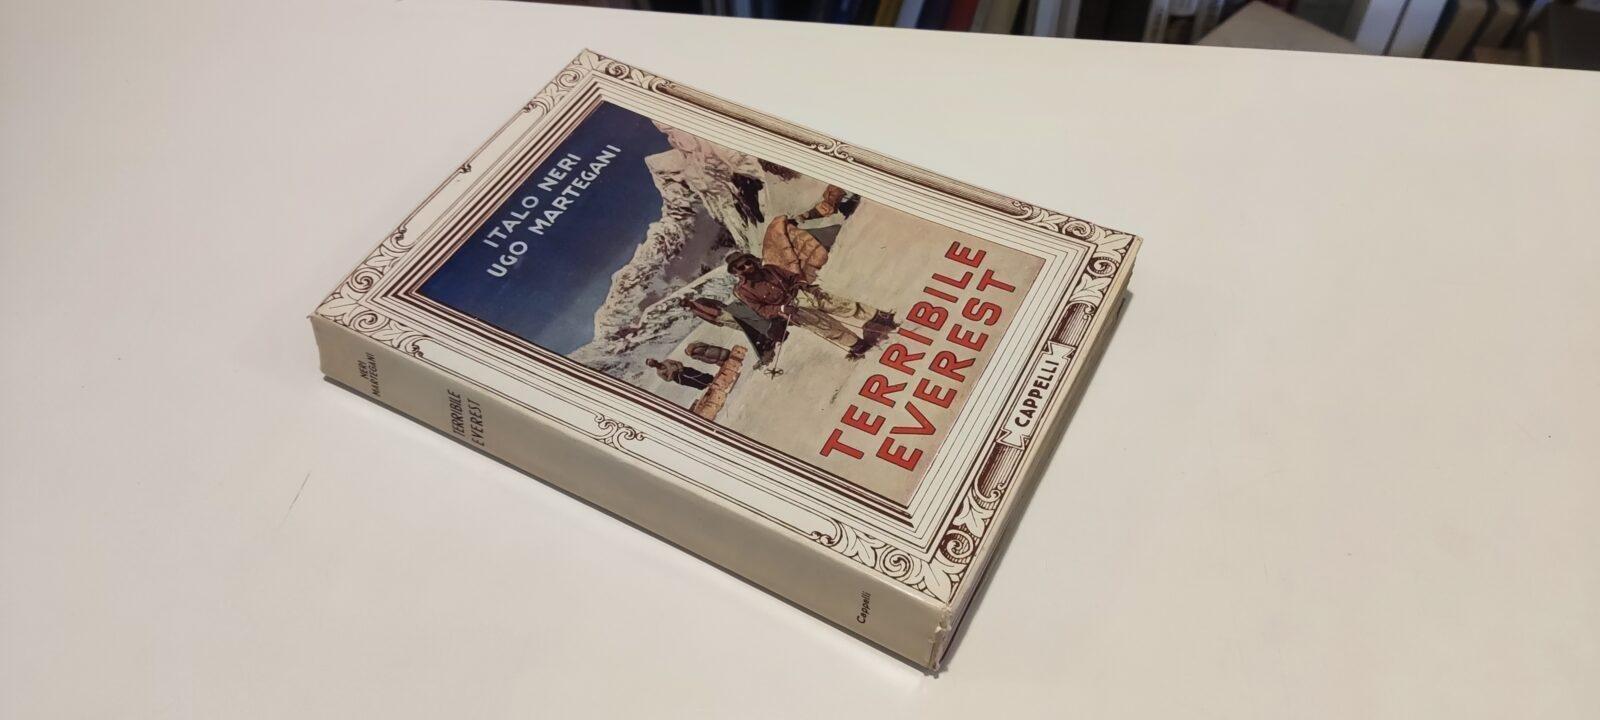 ITALO NERI
UGO MARTEGANI
TERRIBILE
EVEREST
CAPPELLI
NERI
MARTEGANI
TERRIBILE
EVEREST
Cappelli